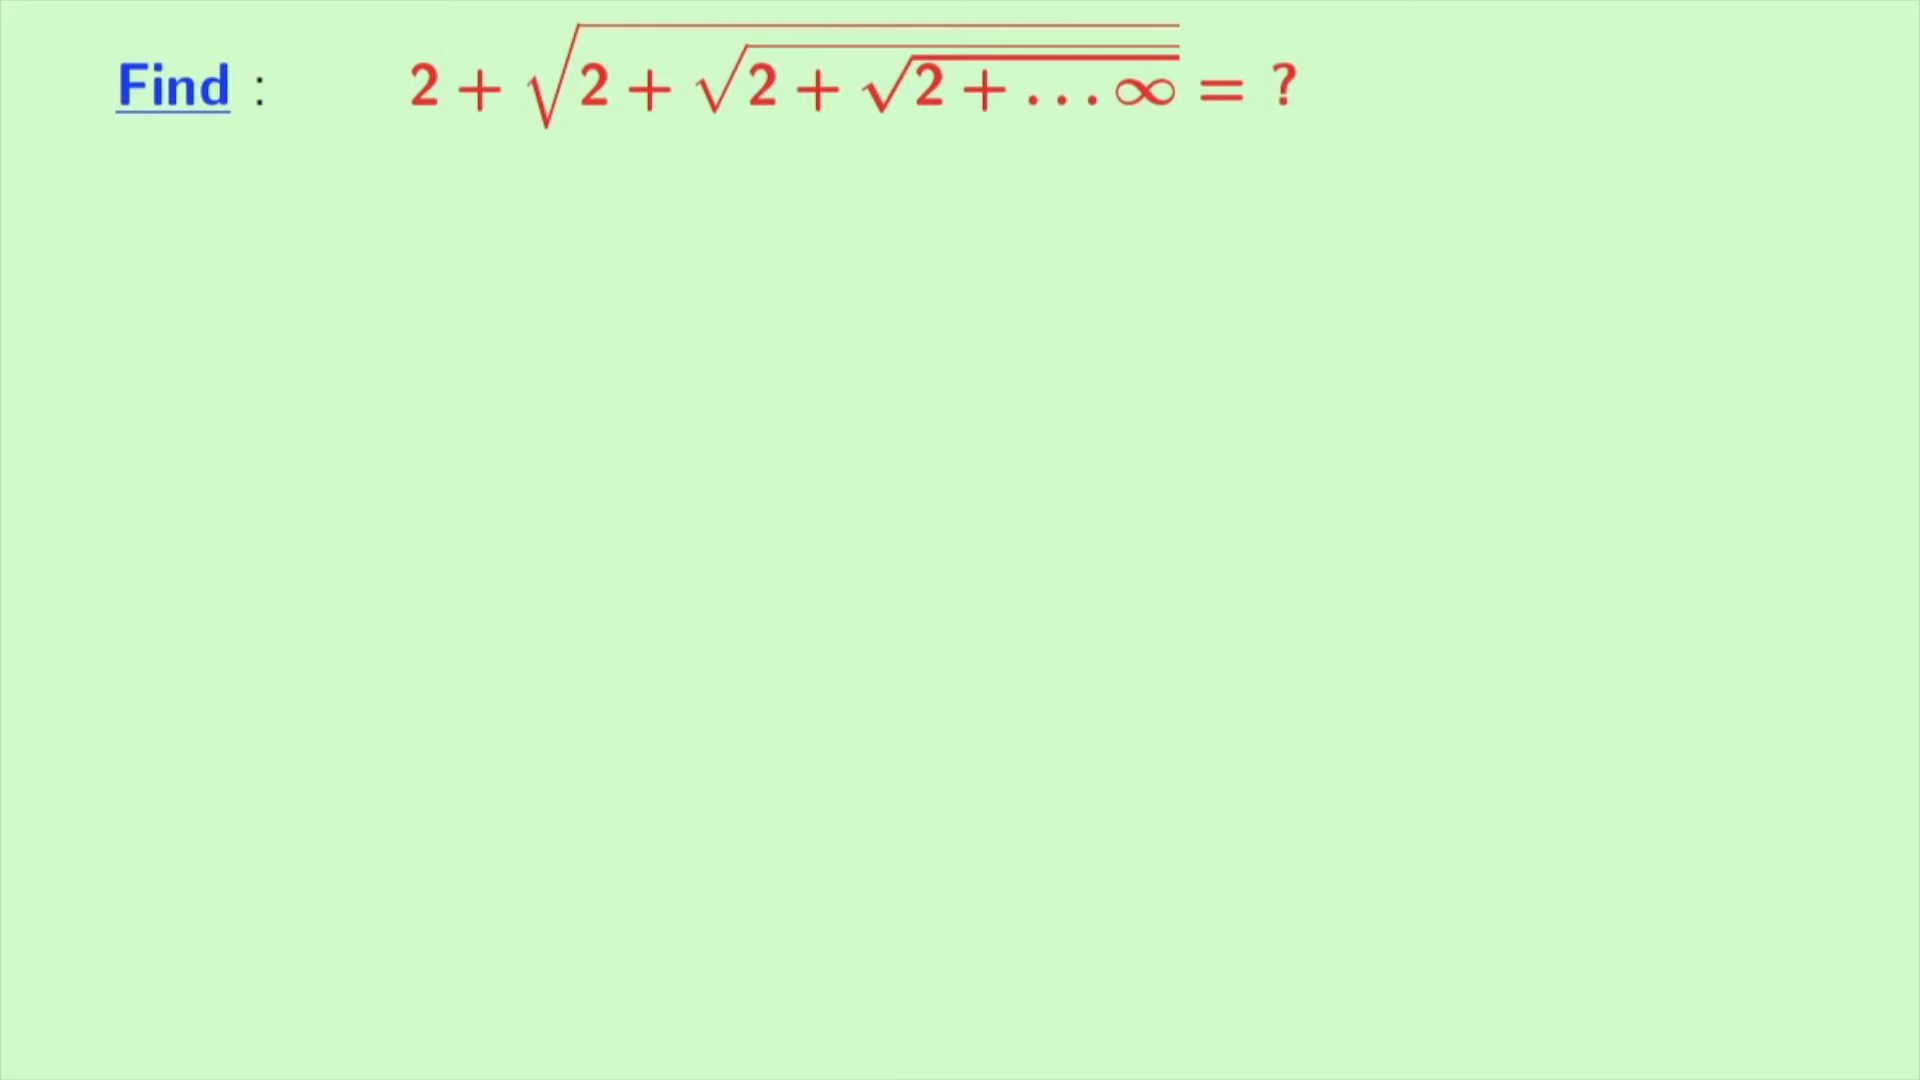 Find : 2 + √(2 + √(2 + √(2 + ...∞))) = ?